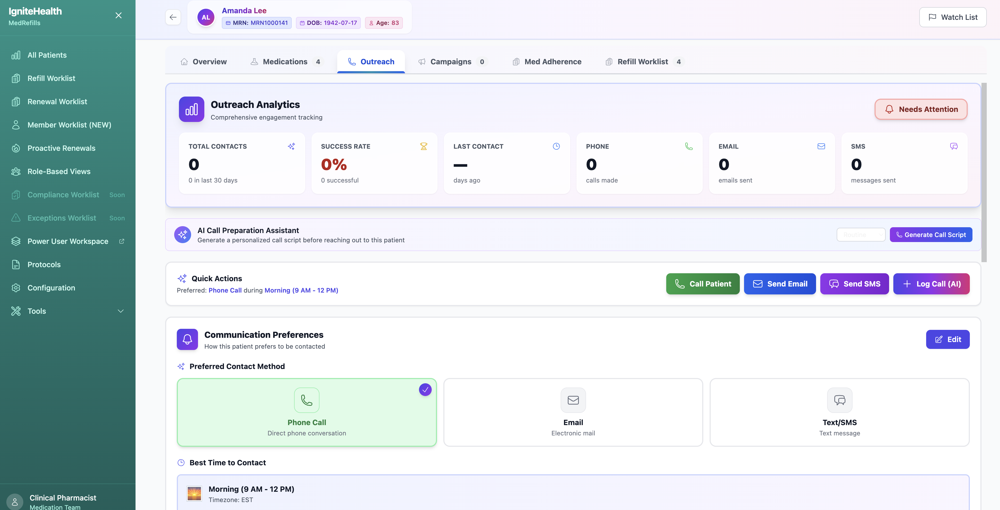 IgniteHealth
MedRefills
All Patients
Refill Worklist
Renewal Worklist
Member Worklist (NEW)
Proactive Renewals
Role-Based Views
Compliance Worklist Soon
Exceptions Worklist Soon
Power User Workspace
Protocols
Configuration
Tools
Clinical Pharmacist
Medication Team
AL
Amanda Lee
MRN: MRN1000141 DOB: 1942-07-17 Age: 83
Watch List
Overview Medications 4 Outreach Campaigns 0 Med Adherence Refill Worklist 4
Outreach Analytics
Comprehensive engagement tracking
Needs Attention
TOTAL CONTACTS
0
0 in last 30 days
SUCCESS RATE
0%
0 successful
LAST CONTACT
—
days ago
PHONE
0
calls made
EMAIL
0
emails sent
SMS
0
messages sent
AI Call Preparation Assistant
Generate a personalized call script before reaching out to this patient
Routine
Generate Call Script
Quick Actions
Preferred: Phone Call during Morning (9 AM - 12 PM)
Call Patient
Send Email
Send SMS
Log Call (AI)
Communication Preferences
How this patient prefers to be contacted
Edit
Preferred Contact Method
Phone Call
Direct phone conversation
Email
Electronic mail
Text/SMS
Text message
Best Time to Contact
Morning (9 AM - 12 PM)
Timezone: EST